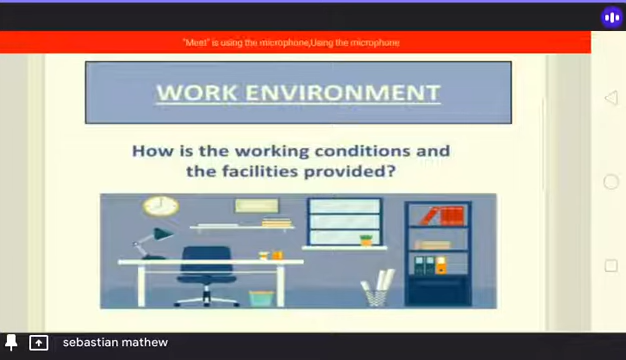 "Meet" is using the microphone,Using the microphone
WORK ENVIRONMENT
How is the working conditions and
the facilities provided?
sebastian mathew